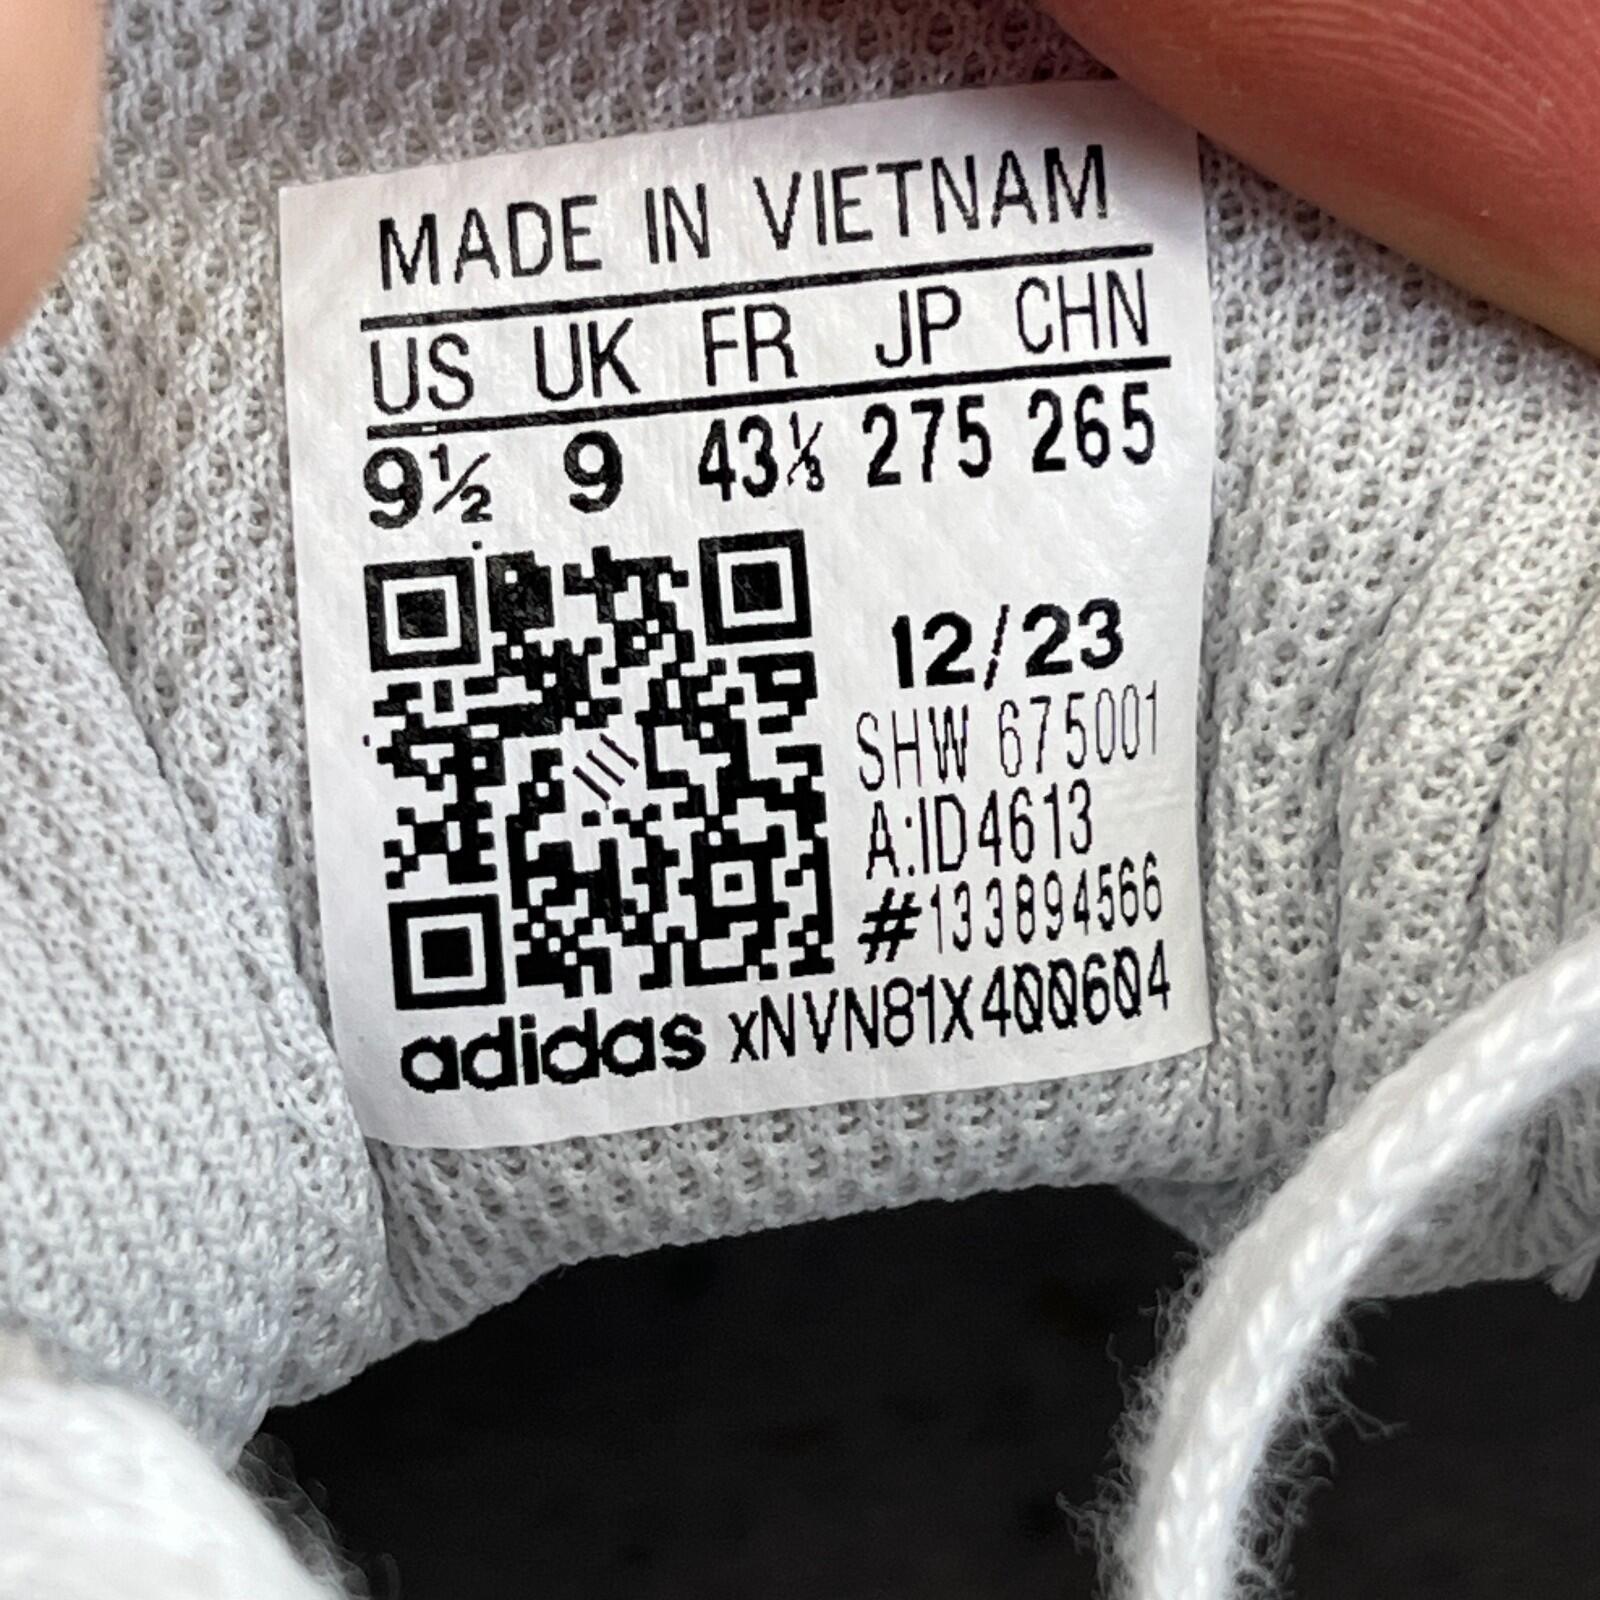 MADE IN VIETNAM
US UK FR JP CHN
9½ 9 43⅓ 275 265
12/23
SHW 675001
A:ID4613
#133894566
adidas xNVN81X400604